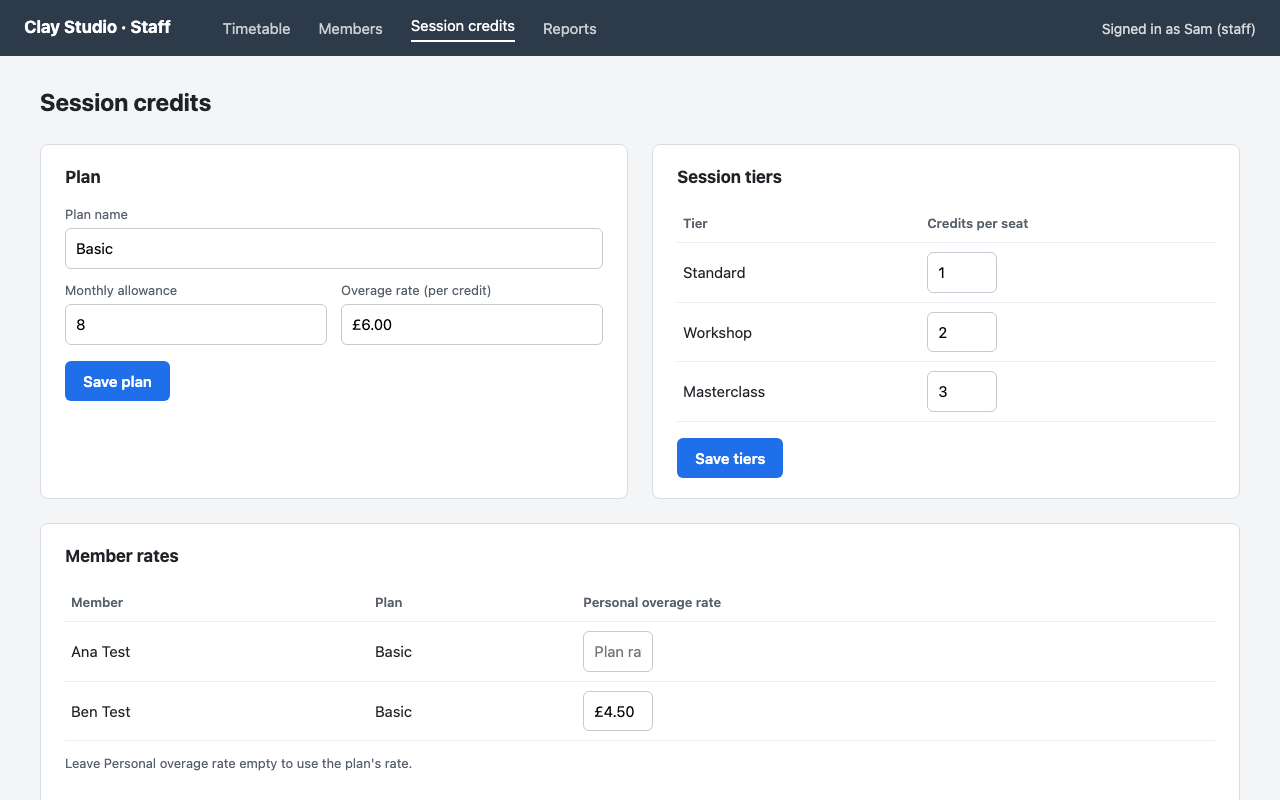 Clay Studio · Staff
Timetable
Members
Session credits
Reports
Signed in as Sam (staff)
Session credits
Plan
Plan name
Basic
Monthly allowance
Overage rate (per credit)
8
£6.00
Save plan
Session tiers
Tier
Credits per seat
Standard
1
Workshop
2
Masterclass
3
Save tiers
Member rates
Member
Plan
Personal overage rate
Ana Test
Basic
Plan ra
Ben Test
Basic
£4.50
Leave Personal overage rate empty to use the plan's rate.